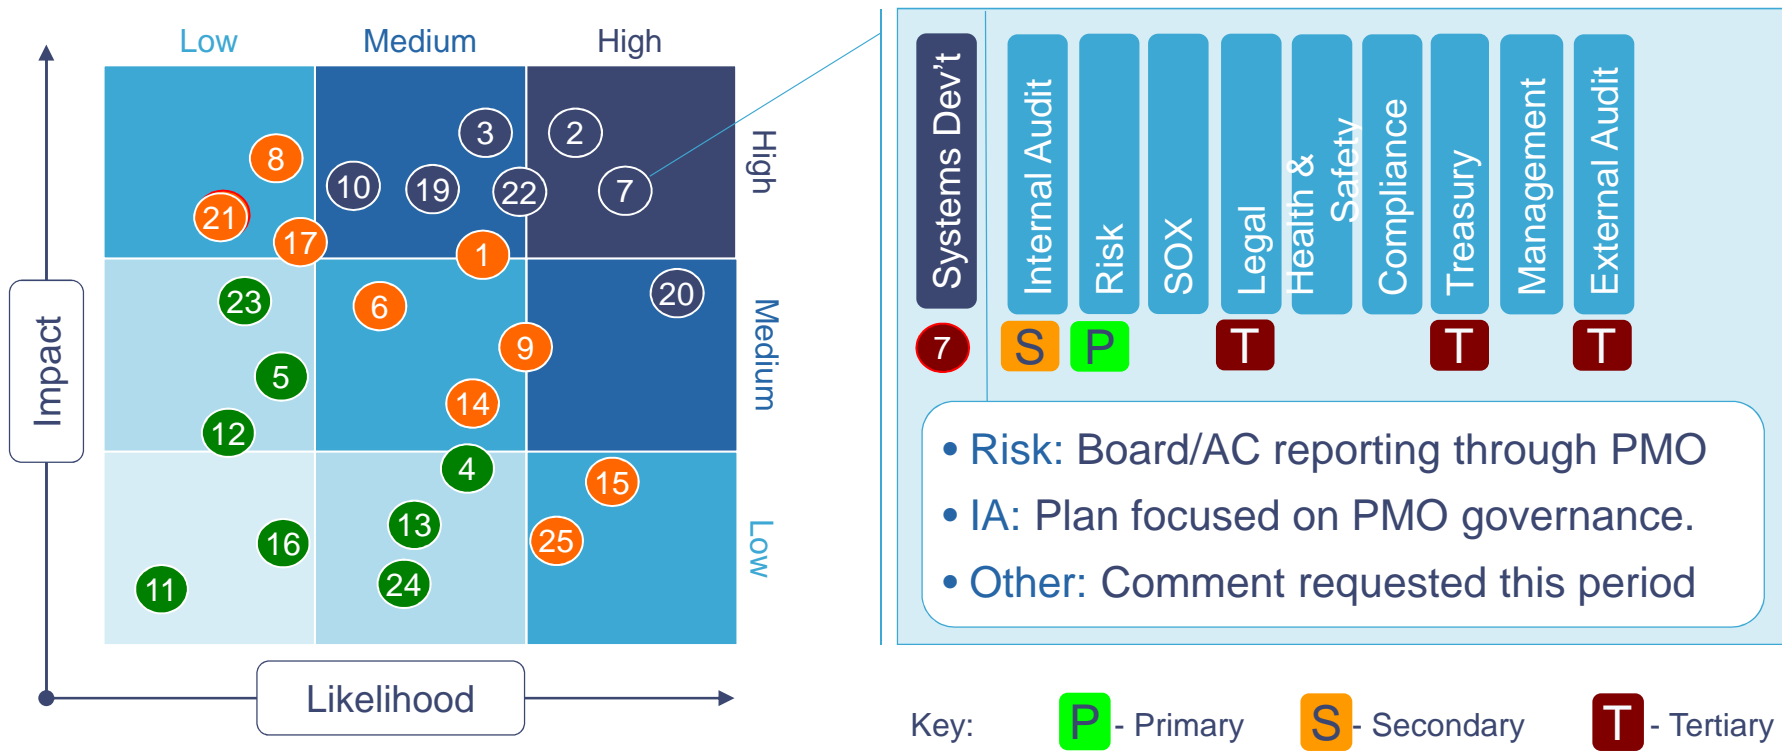 Low
Medium
High
3
2
8
10
19
22
7
21
17
1
High
23
6
20
9
5
14
12
Medium
4
15
13
25
16
24
11
Low
Impact
Likelihood
Systems Dev't
Internal Audit
Risk
SOX
Legal
Health &
Safety
Compliance
Treasury
Management
External Audit
7
S
P
T
T
T
• Risk: Board/AC reporting through PMO
• IA: Plan focused on PMO governance.
• Other: Comment requested this period
Key:
P - Primary
S - Secondary
T - Tertiary